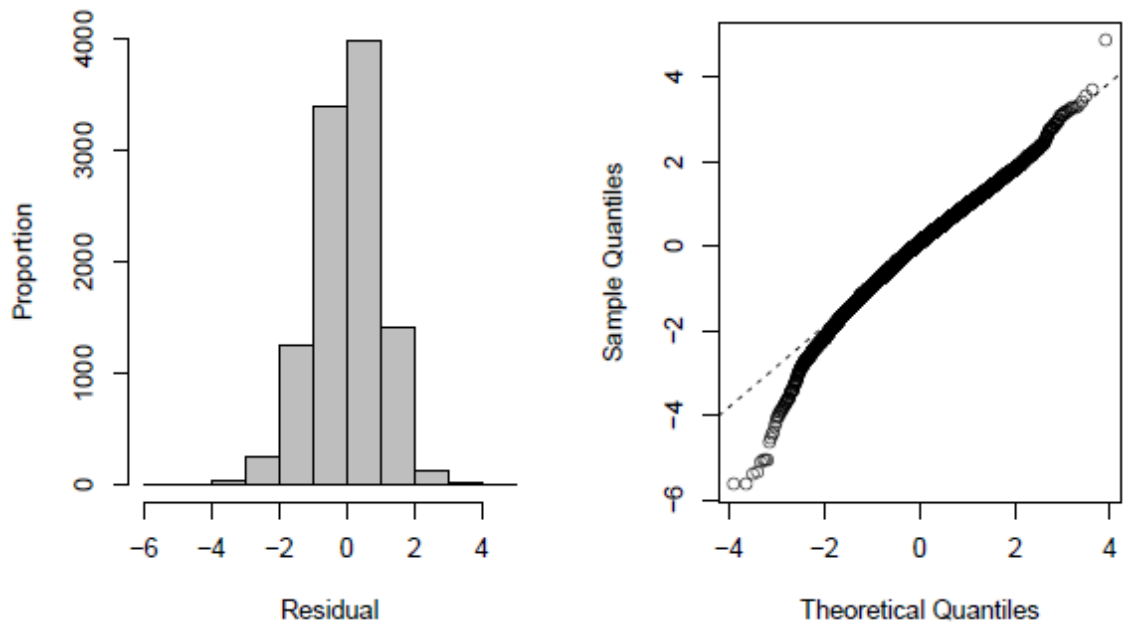 Proportion
0 1000 2000 3000 4000
−6 −4 −2 0 2 4
Residual
Sample Quantiles
−6 −4 −2 0 2 4
−4 −2 0 2 4
Theoretical Quantiles